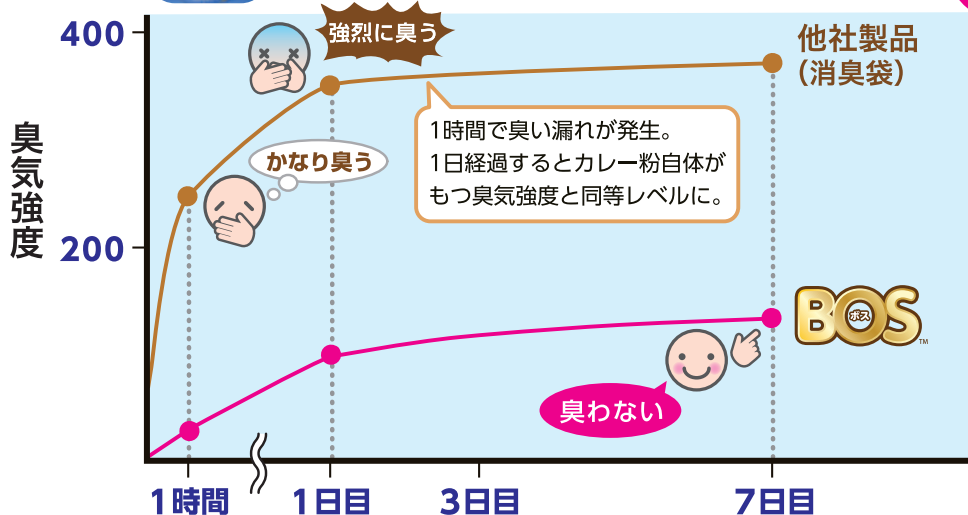 400
強烈に臭う
他社製品
（消臭袋）
1時間で臭い漏れが発生。
1日経過するとカレー粉自体が
もつ臭気強度と同等レベルに。
かなり臭う
臭気強度
200
BOS
ボス
TM
臭わない
1時間
1日目
3日目
7日目